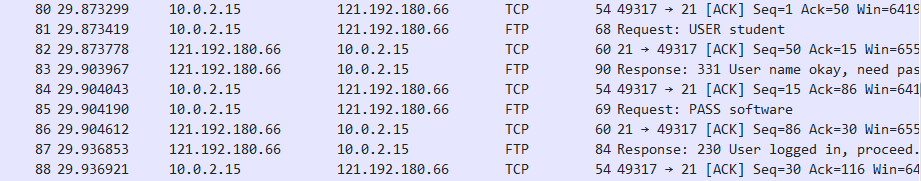 80 29.873299 10.0.2.15 121.192.180.66 TCP 54 49317 → 21 [ACK] Seq=1 Ack=50 Win=6419
81 29.873419 10.0.2.15 121.192.180.66 FTP 68 Request: USER student
82 29.873778 121.192.180.66 10.0.2.15 TCP 60 21 → 49317 [ACK] Seq=50 Ack=15 Win=655
83 29.903967 121.192.180.66 10.0.2.15 FTP 90 Response: 331 User name okay, need pas
84 29.904043 10.0.2.15 121.192.180.66 TCP 54 49317 → 21 [ACK] Seq=15 Ack=86 Win=641
85 29.904190 10.0.2.15 121.192.180.66 FTP 69 Request: PASS software
86 29.904612 121.192.180.66 10.0.2.15 TCP 60 21 → 49317 [ACK] Seq=86 Ack=30 Win=655
87 29.936853 121.192.180.66 10.0.2.15 FTP 84 Response: 230 User logged in, proceed.
88 29.936921 10.0.2.15 121.192.180.66 TCP 54 49317 → 21 [ACK] Seq=30 Ack=116 Win=64